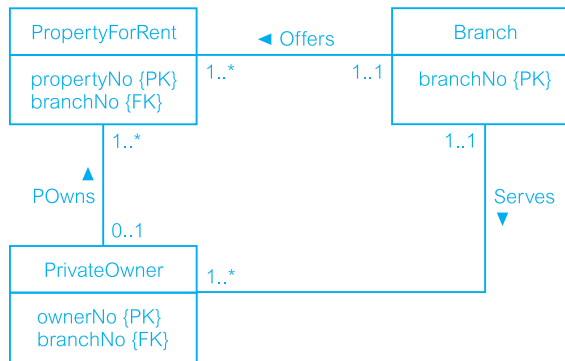 PropertyForRent
propertyNo {PK}
branchNo {FK}
◄ Offers
1..*
1..1
Branch
branchNo {PK}
1..*
▲
POwns
0..1
1..1
Serves
▼
PrivateOwner
1..*
ownerNo {PK}
branchNo {FK}